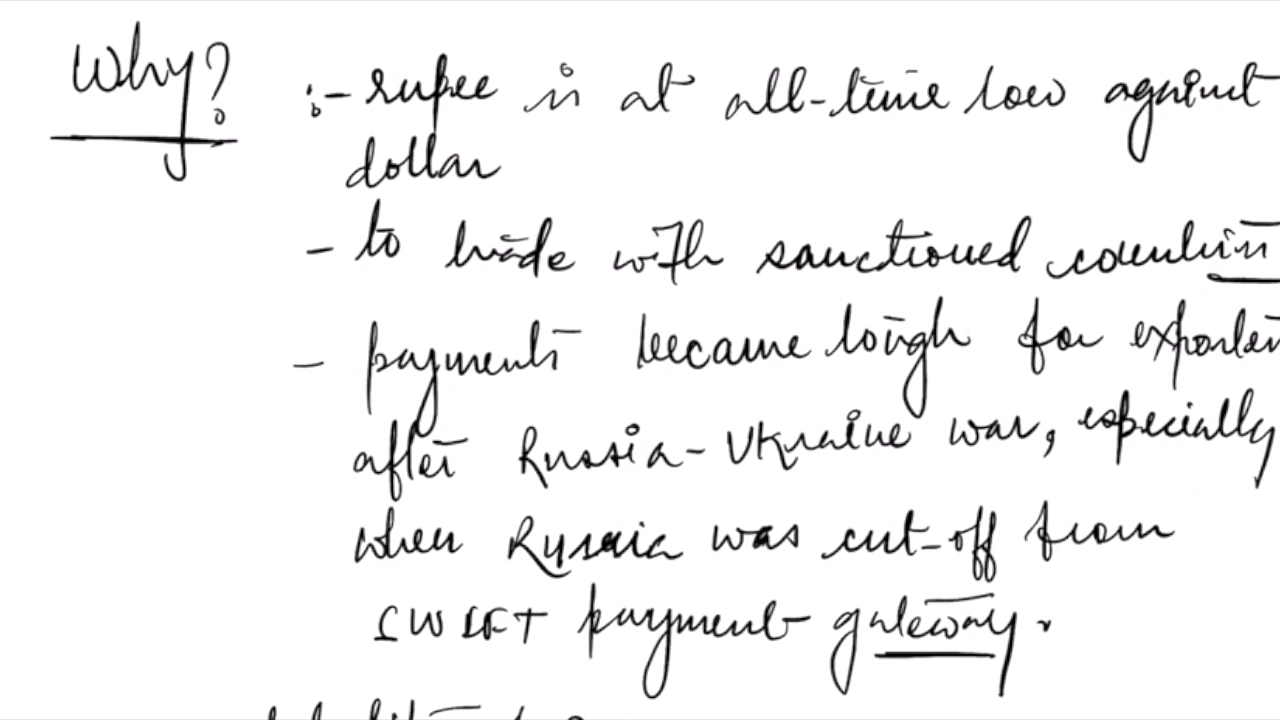 Why? :- rupee is at all-time low against
dollar
- to trade with sanctioned countries
- payments became tough for exporters
after Russia-Ukraine war, especially
when Russia was cut-off from
SWIFT payment gateway.